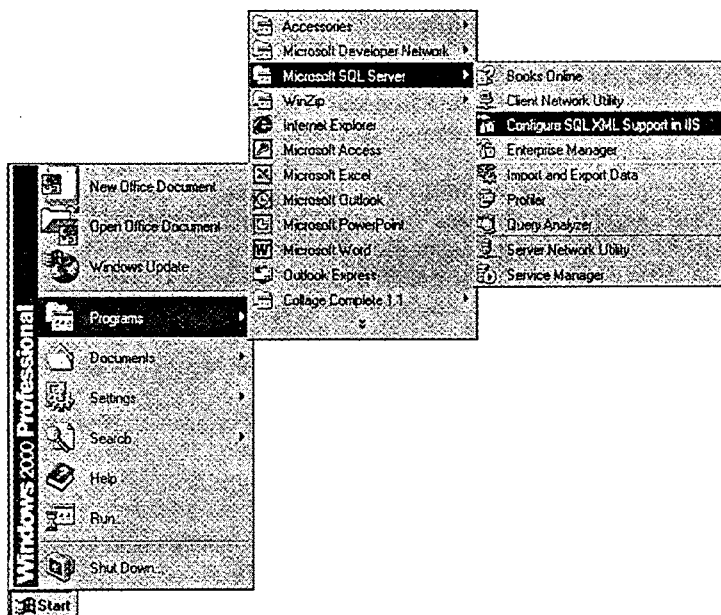 Accessories
Microsoft Developer Network
Microsoft SQL Server
WinZip
Internet Explorer
Microsoft Access
Microsoft Excel
Microsoft Outlook
Microsoft PowerPoint
Microsoft Word
Outlook Express
Collage Complete 1.1
Books Online
Client Network Utility
Configure SQL XML Support in IIS
Enterprise Manager
Import and Export Data
Profiler
Query Analyzer
Server Network Utility
Service Manager
New Office Document
Open Office Document
Windows Update
Programs
Documents
Settings
Search
Help
Run...
Shut Down...
Windows 2000 Professional
Start